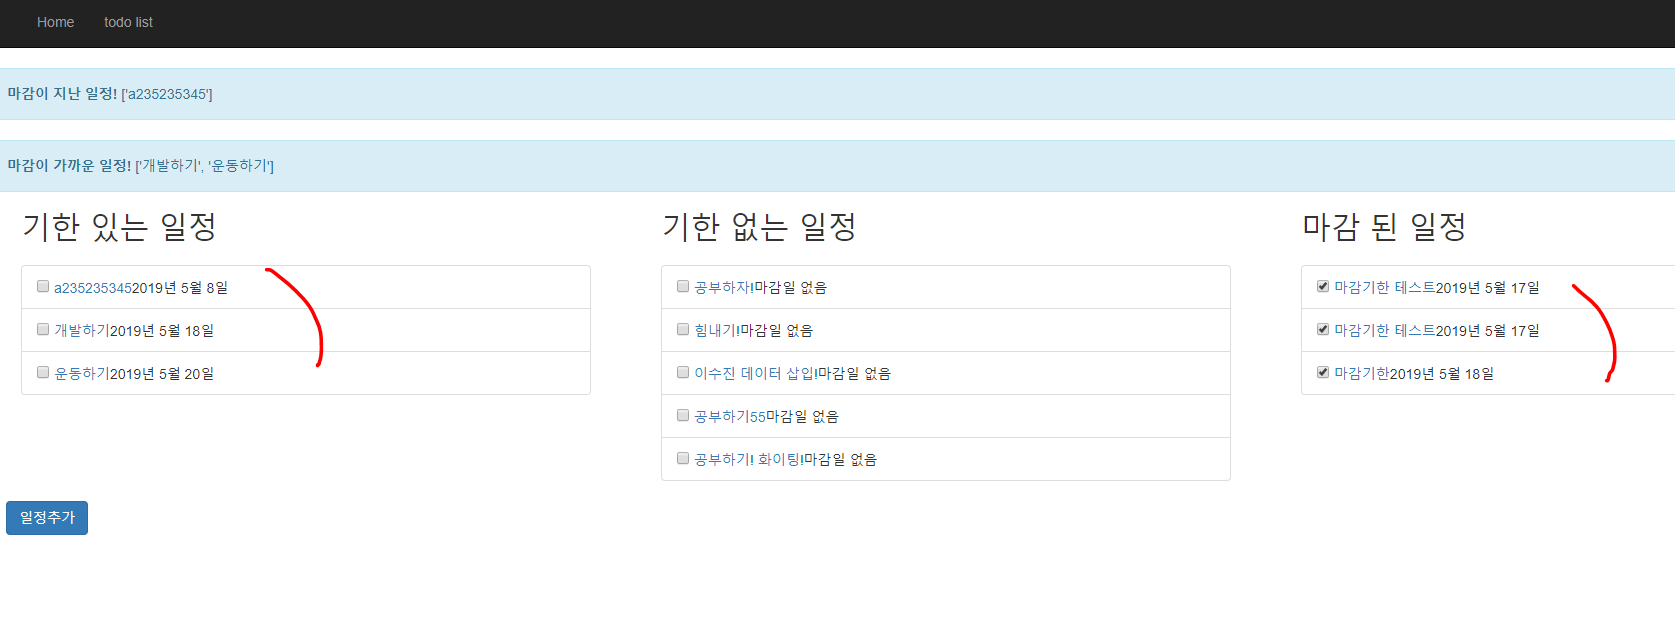 Home todo list
마감이 지난 일정! ['a235235345']
마감이 가까운 일정! ['개발하기', '운동하기']
기한 있는 일정
a2352353452019년 5월 8일
개발하기2019년 5월 18일
운동하기2019년 5월 20일
기한 없는 일정
공부하자!마감일 없음
힘내기!마감일 없음
이수진 데이터 삽입!마감일 없음
공부하기55마감일 없음
공부하기! 화이팅!마감일 없음
마감 된 일정
마감기한 테스트2019년 5월 17일
마감기한 테스트2019년 5월 17일
마감기한2019년 5월 18일
일정추가